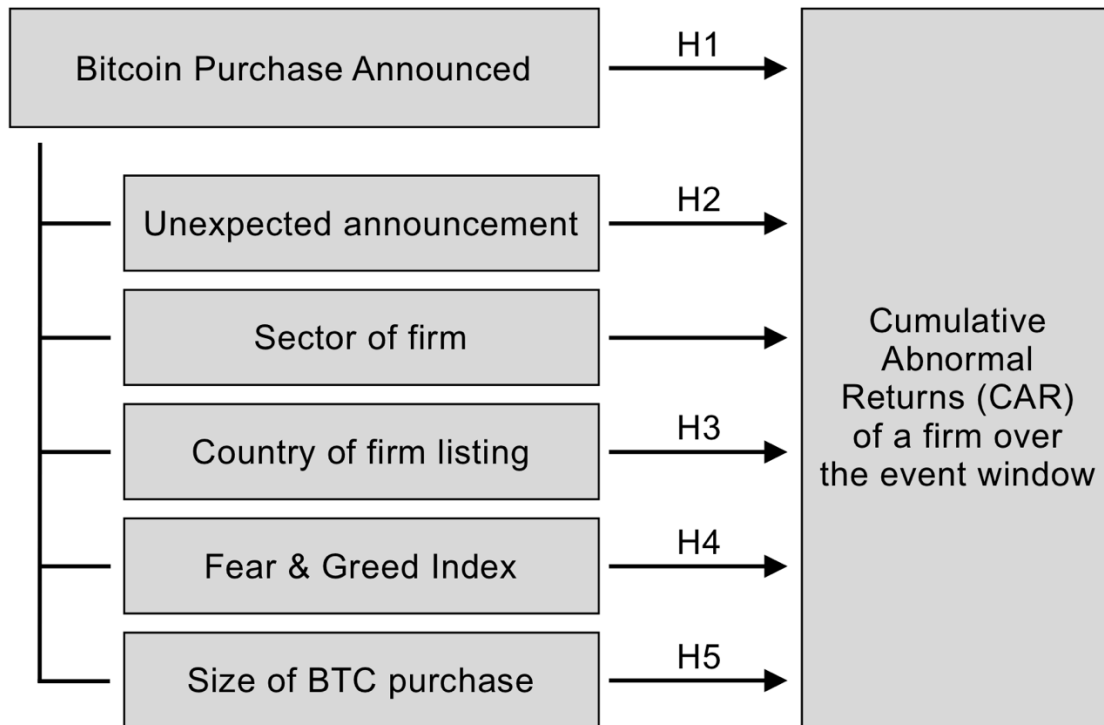 Bitcoin Purchase Announced
H1
Unexpected announcement
H2
Sector of firm
Country of firm listing
H3
Fear & Greed Index
H4
Size of BTC purchase
H5
Cumulative
Abnormal
Returns (CAR)
of a firm over
the event window